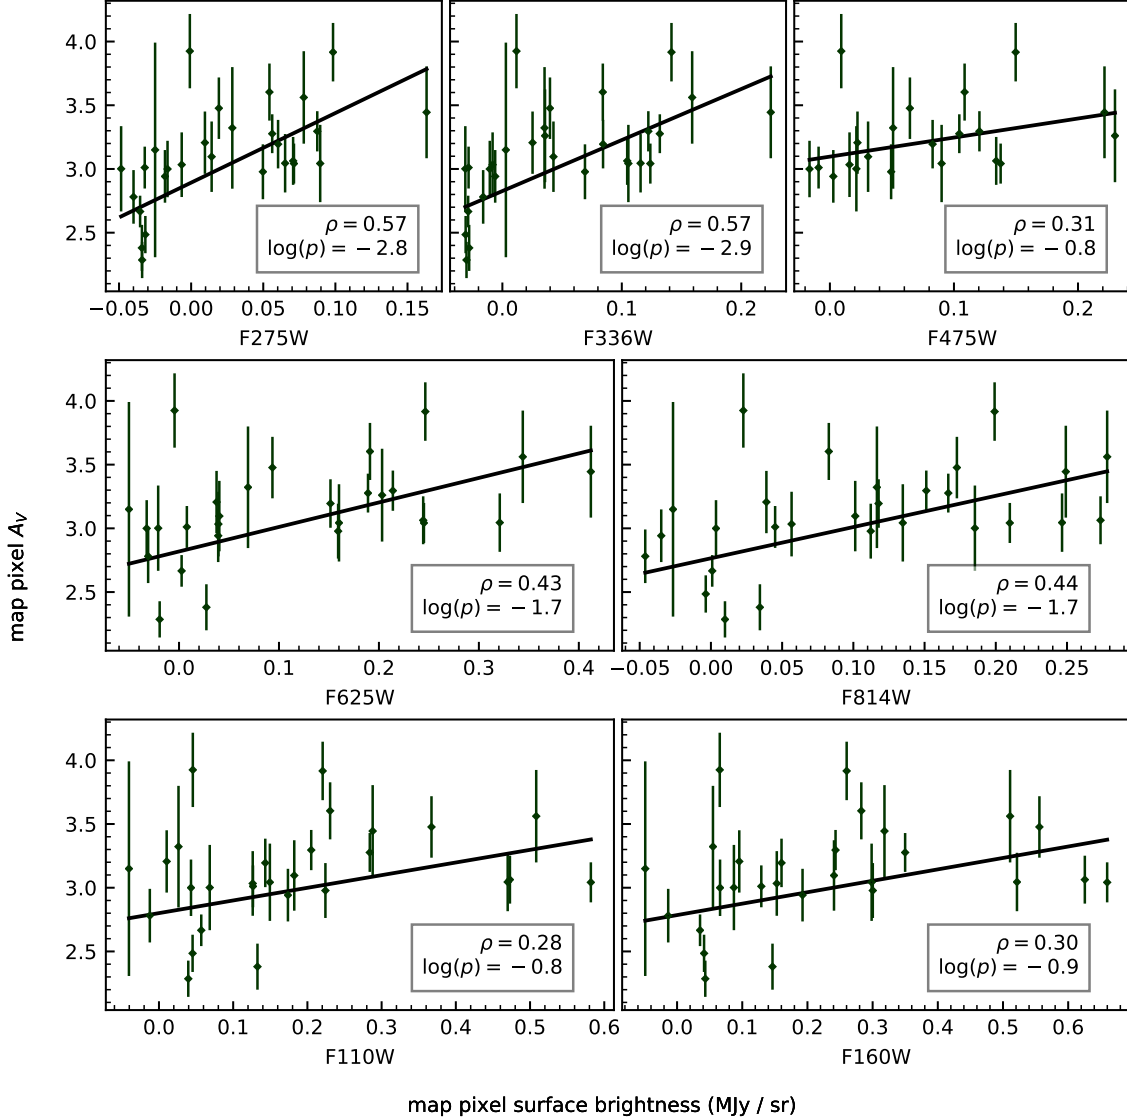 4.0
3.5
3.0
2.5
ρ = 0.57
log(p) = −2.8
ρ = 0.57
log(p) = −2.9
ρ = 0.31
log(p) = −0.8
−0.05 0.00 0.05 0.10 0.15
0.0 0.1 0.2
0.0 0.1 0.2
F275W
F336W
F475W
4.0
3.5
3.0
2.5
map pixel A_V
ρ = 0.43
log(p) = −1.7
ρ = 0.44
log(p) = −1.7
0.0 0.1 0.2 0.3 0.4
−0.05 0.00 0.05 0.10 0.15 0.20 0.25
F625W
F814W
4.0
3.5
3.0
2.5
ρ = 0.28
log(p) = −0.8
ρ = 0.30
log(p) = −0.9
0.0 0.1 0.2 0.3 0.4 0.5 0.6
0.0 0.1 0.2 0.3 0.4 0.5 0.6
F110W
F160W
map pixel surface brightness (MJy / sr)